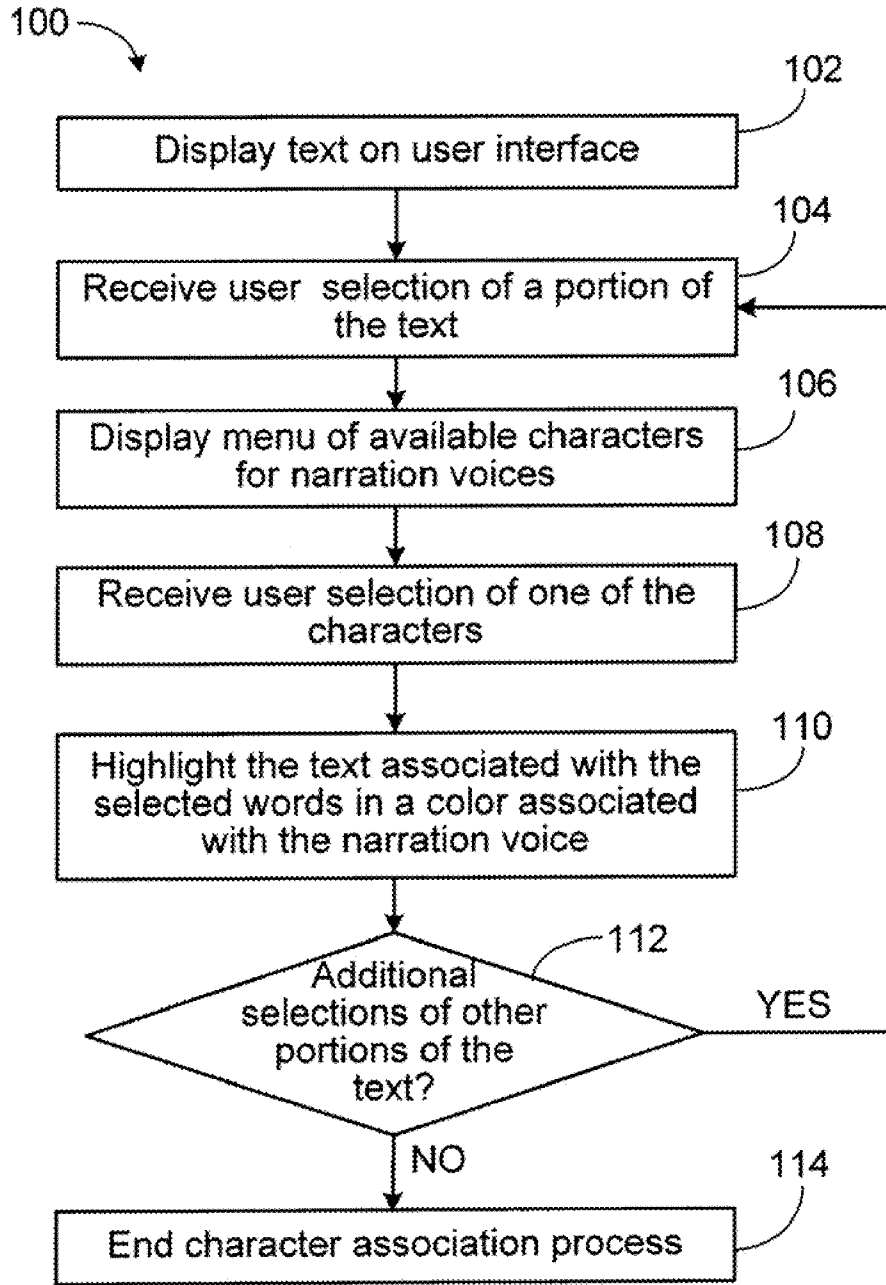 100
102
Display text on user interface
104
Receive user selection of a portion of
the text
106
Display menu of available characters
for narration voices
108
Receive user selection of one of the
characters
110
Highlight the text associated with the
selected words in a color associated
with the narration voice
112
Additional
selections of other
portions of the
text?
YES
NO
114
End character association process